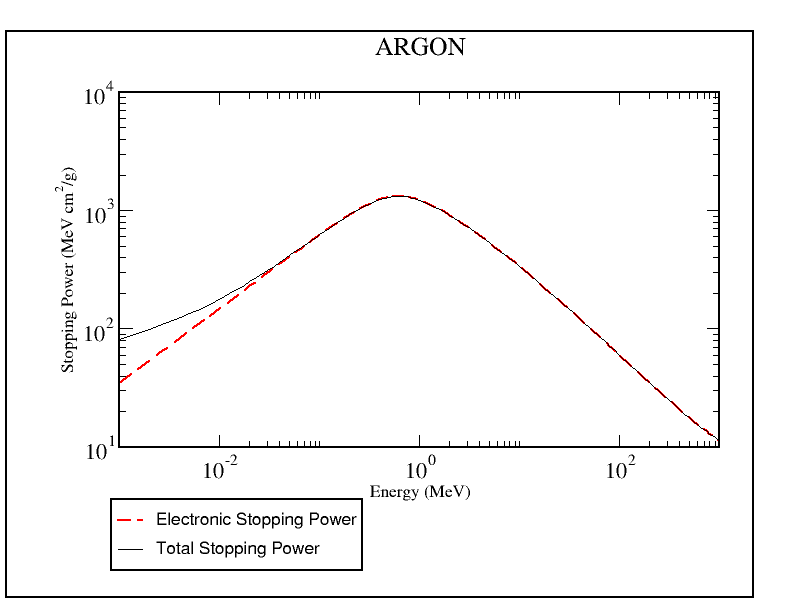 ARGON
10^4
10^3
10^2
10^1
Stopping Power (MeV cm^2/g)
10^-2 10^0 10^2
Energy (MeV)
Electronic Stopping Power
Total Stopping Power